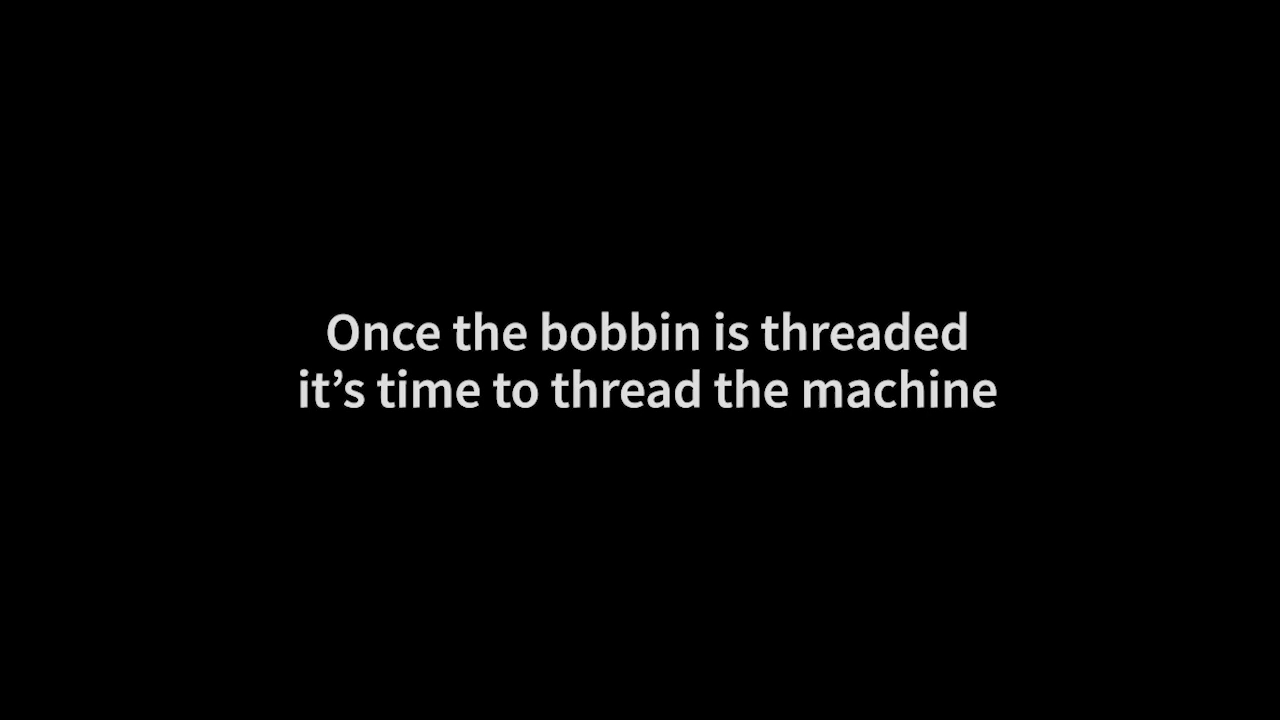 Once the bobbin is threaded
it’s time to thread the machine